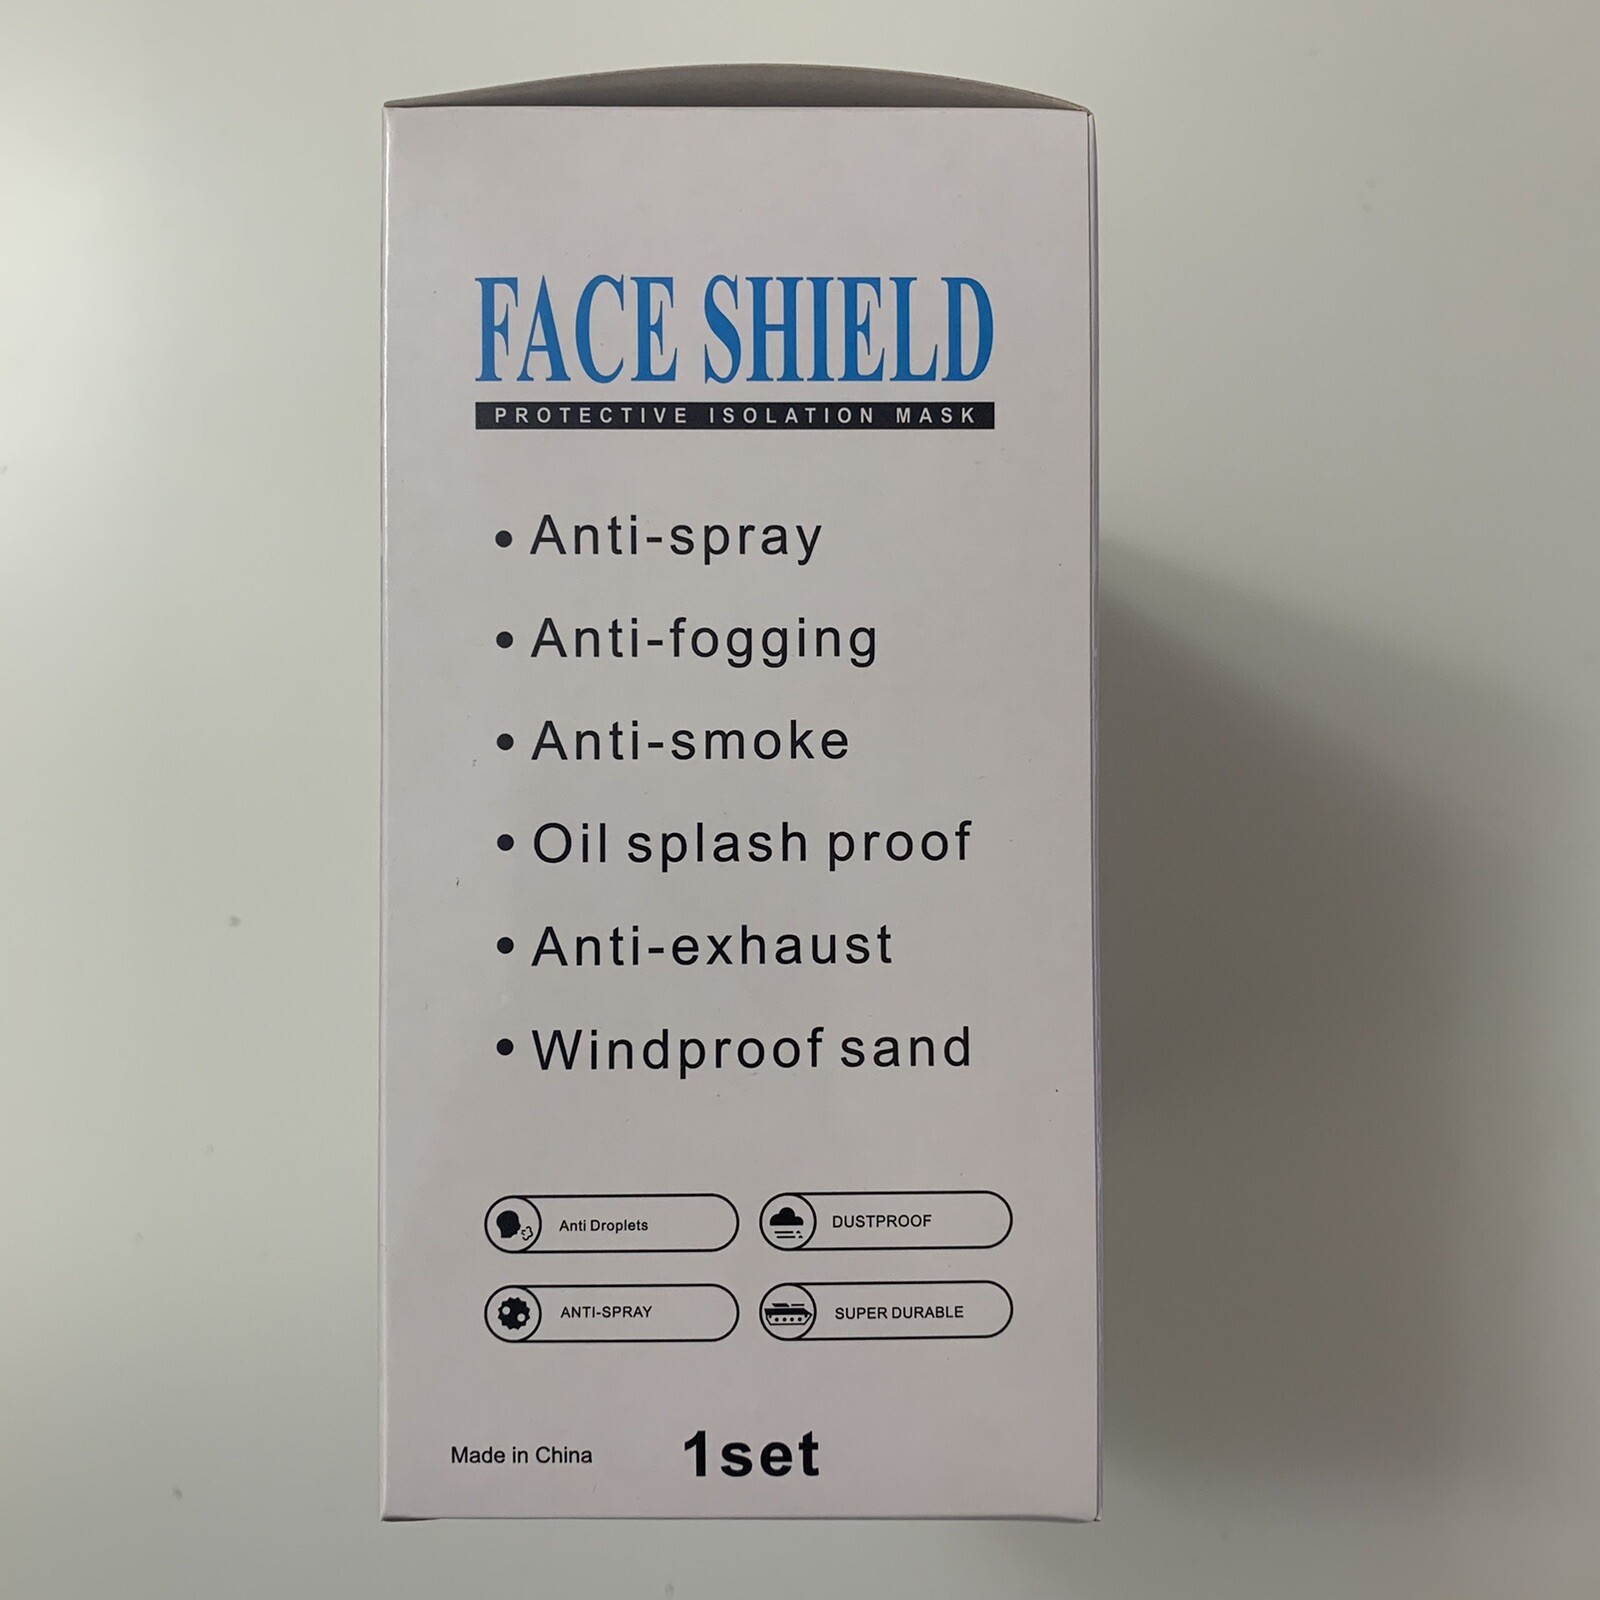 FACE SHIELD
PROTECTIVE ISOLATION MASK
• Anti-spray
• Anti-fogging
• Anti-smoke
• Oil splash proof
• Anti-exhaust
• Windproof sand
Anti Droplets
DUSTPROOF
ANTI-SPRAY
SUPER DURABLE
Made in China
1set